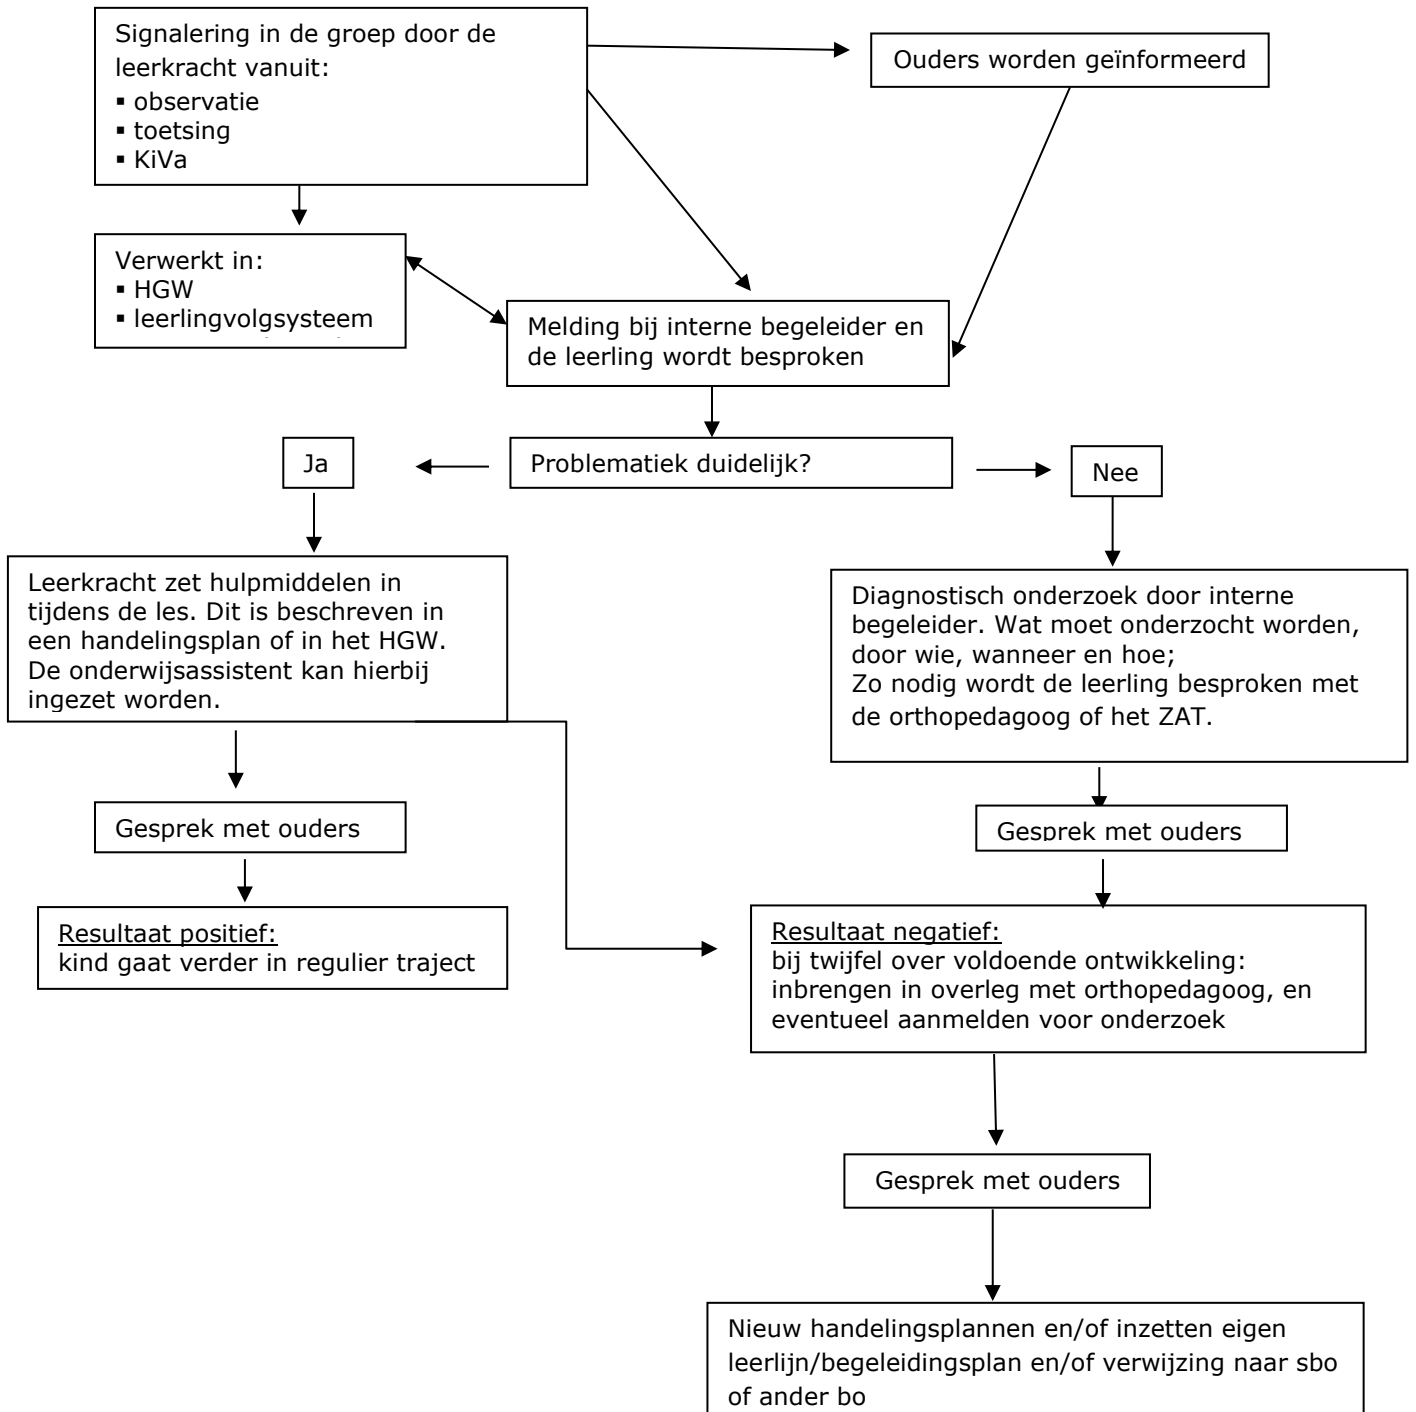 Signalering in de groep door de
leerkracht vanuit:
▪ observatie
▪ toetsing
▪ KiVa
Ouders worden geïnformeerd
Verwerkt in:
▪ HGW
▪ leerlingvolgsysteem
Melding bij interne begeleider en
de leerling wordt besproken
Ja
Problematiek duidelijk?
Nee
Leerkracht zet hulpmiddelen in
tijdens de les. Dit is beschreven in
een handelingsplan of in het HGW.
De onderwijsassistent kan hierbij
ingezet worden.
Diagnostisch onderzoek door interne
begeleider. Wat moet onderzocht worden,
door wie, wanneer en hoe;
Zo nodig wordt de leerling besproken met
de orthopedagoog of het ZAT.
Gesprek met ouders
Gesprek met ouders
Resultaat positief:
kind gaat verder in regulier traject
Resultaat negatief:
bij twijfel over voldoende ontwikkeling:
inbrengen in overleg met orthopedagoog, en
eventueel aanmelden voor onderzoek
Gesprek met ouders
Nieuw handelingsplannen en/of inzetten eigen
leerlijn/begeleidingsplan en/of verwijzing naar sbo
of ander bo